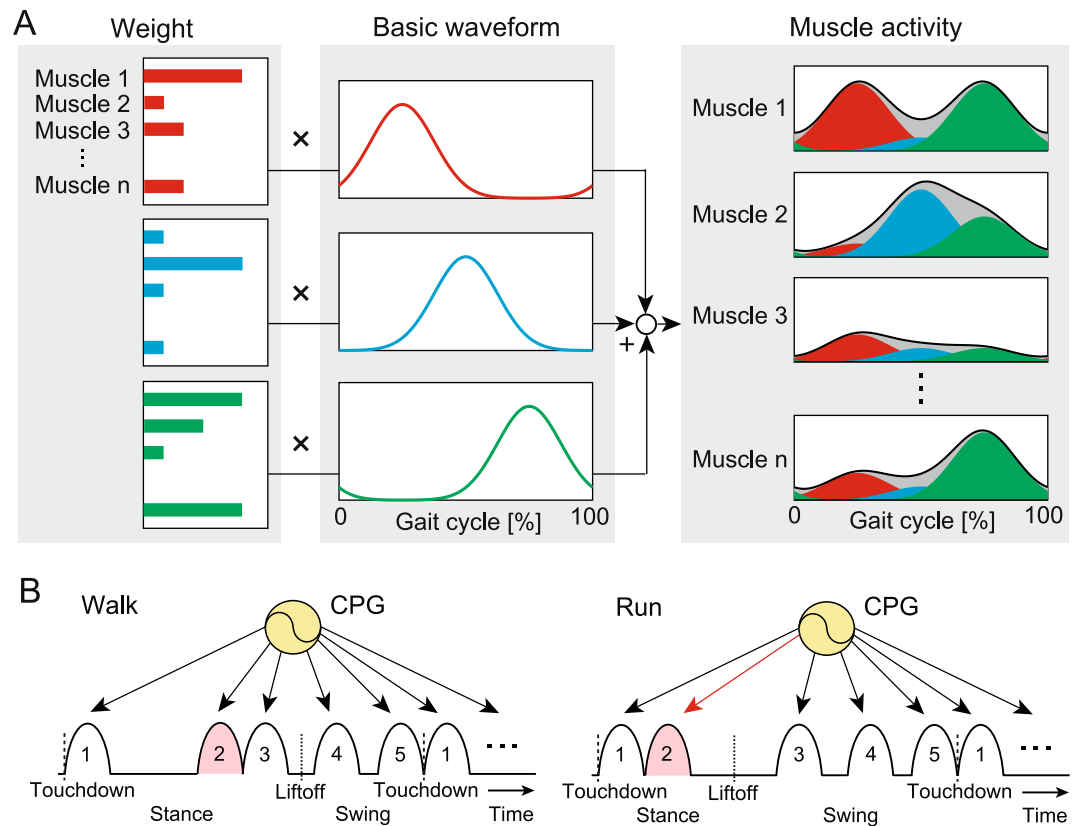 A
Weight
Basic waveform
Muscle activity
Muscle 1
Muscle 2
Muscle 3
Muscle n
×
×
×
+
0
100
Gait cycle [%]
Muscle 1
Muscle 2
Muscle 3
Muscle n
0
100
Gait cycle [%]
B
Walk
CPG
1
2
3
4
5
1
Touchdown
Liftoff
Touchdown
Stance
Swing
Time
Run
CPG
1
2
3
4
5
1
Touchdown
Liftoff
Touchdown
Stance
Swing
Time